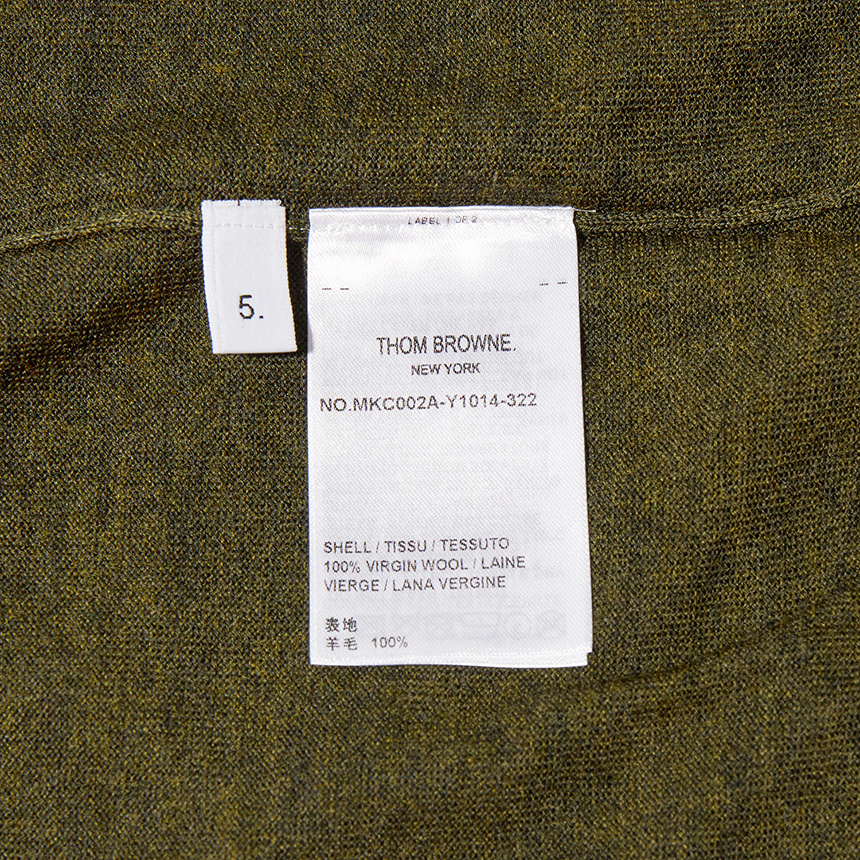 LABEL 1 OF 2
5.
THOM BROWNE.
NEW YORK
NO.MKC002A-Y1014-322
SHELL / TISSU / TESSUTO
100% VIRGIN WOOL / LAINE
VIERGE / LANA VERGINE
表地
羊毛 100%